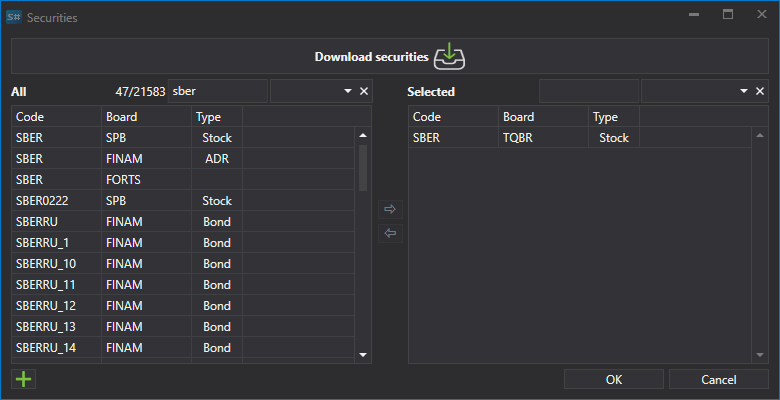 S# Securities
Download securities
All 47/21583 sber
Selected
Code Board Type
SBER SPB Stock
SBER FINAM ADR
SBER FORTS
SBER0222 SPB Stock
SBERRU FINAM Bond
SBERRU_1 FINAM Bond
SBERRU_10 FINAM Bond
SBERRU_11 FINAM Bond
SBERRU_12 FINAM Bond
SBERRU_13 FINAM Bond
SBERRU_14 FINAM Bond
Code Board Type
SBER TQBR Stock
OK Cancel